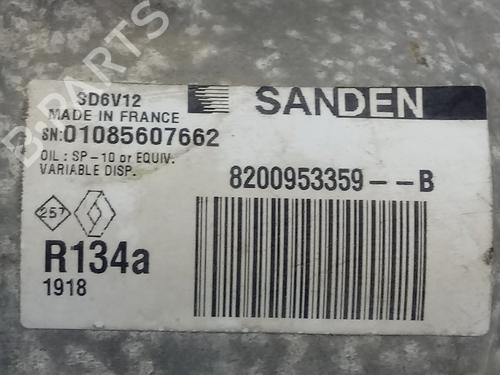 SD6V12
MADE IN FRANCE
SN:01085607662
OIL : SP-10 or EQUIV.
VARIABLE DISP.
SANDEN
8200953359--B
257
R134a
1918
B-PARTS